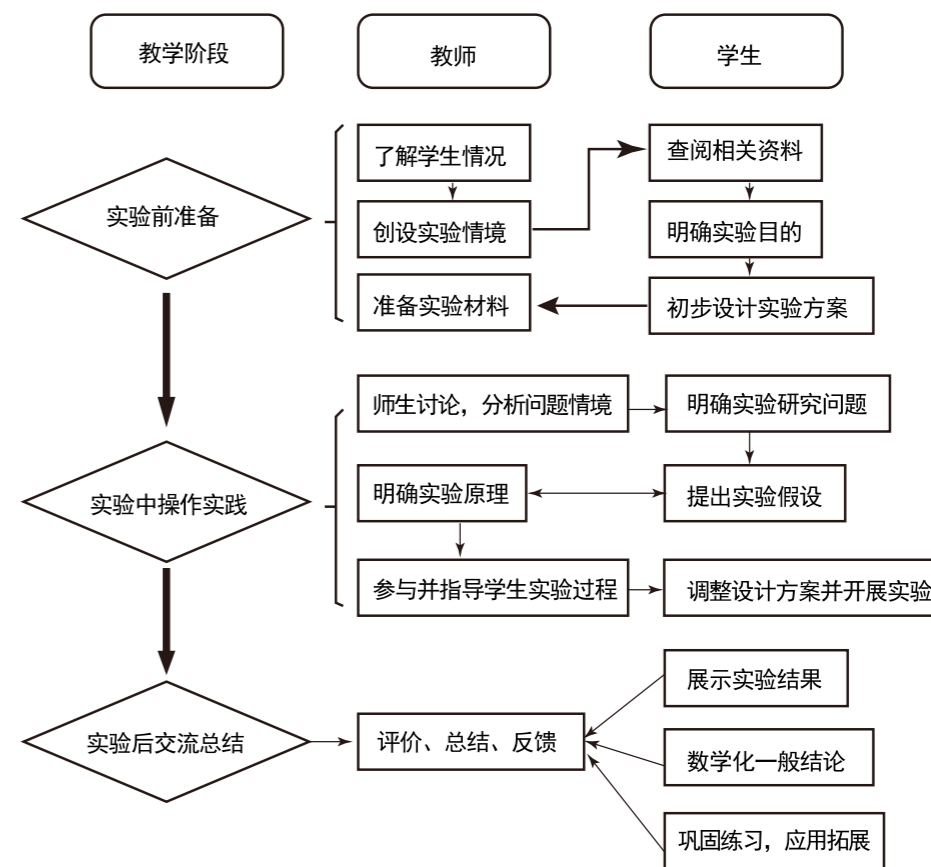 教学阶段
教师
学生
实验前准备
了解学生情况
创设实验情境
准备实验材料
查阅相关资料
明确实验目的
初步设计实验方案
实验中操作实践
师生讨论，分析问题情境
明确实验研究问题
明确实验原理
提出实验假设
参与并指导学生实验过程
调整设计方案并开展实验
实验后交流总结
评价、总结、反馈
展示实验结果
数学化一般结论
巩固练习，应用拓展